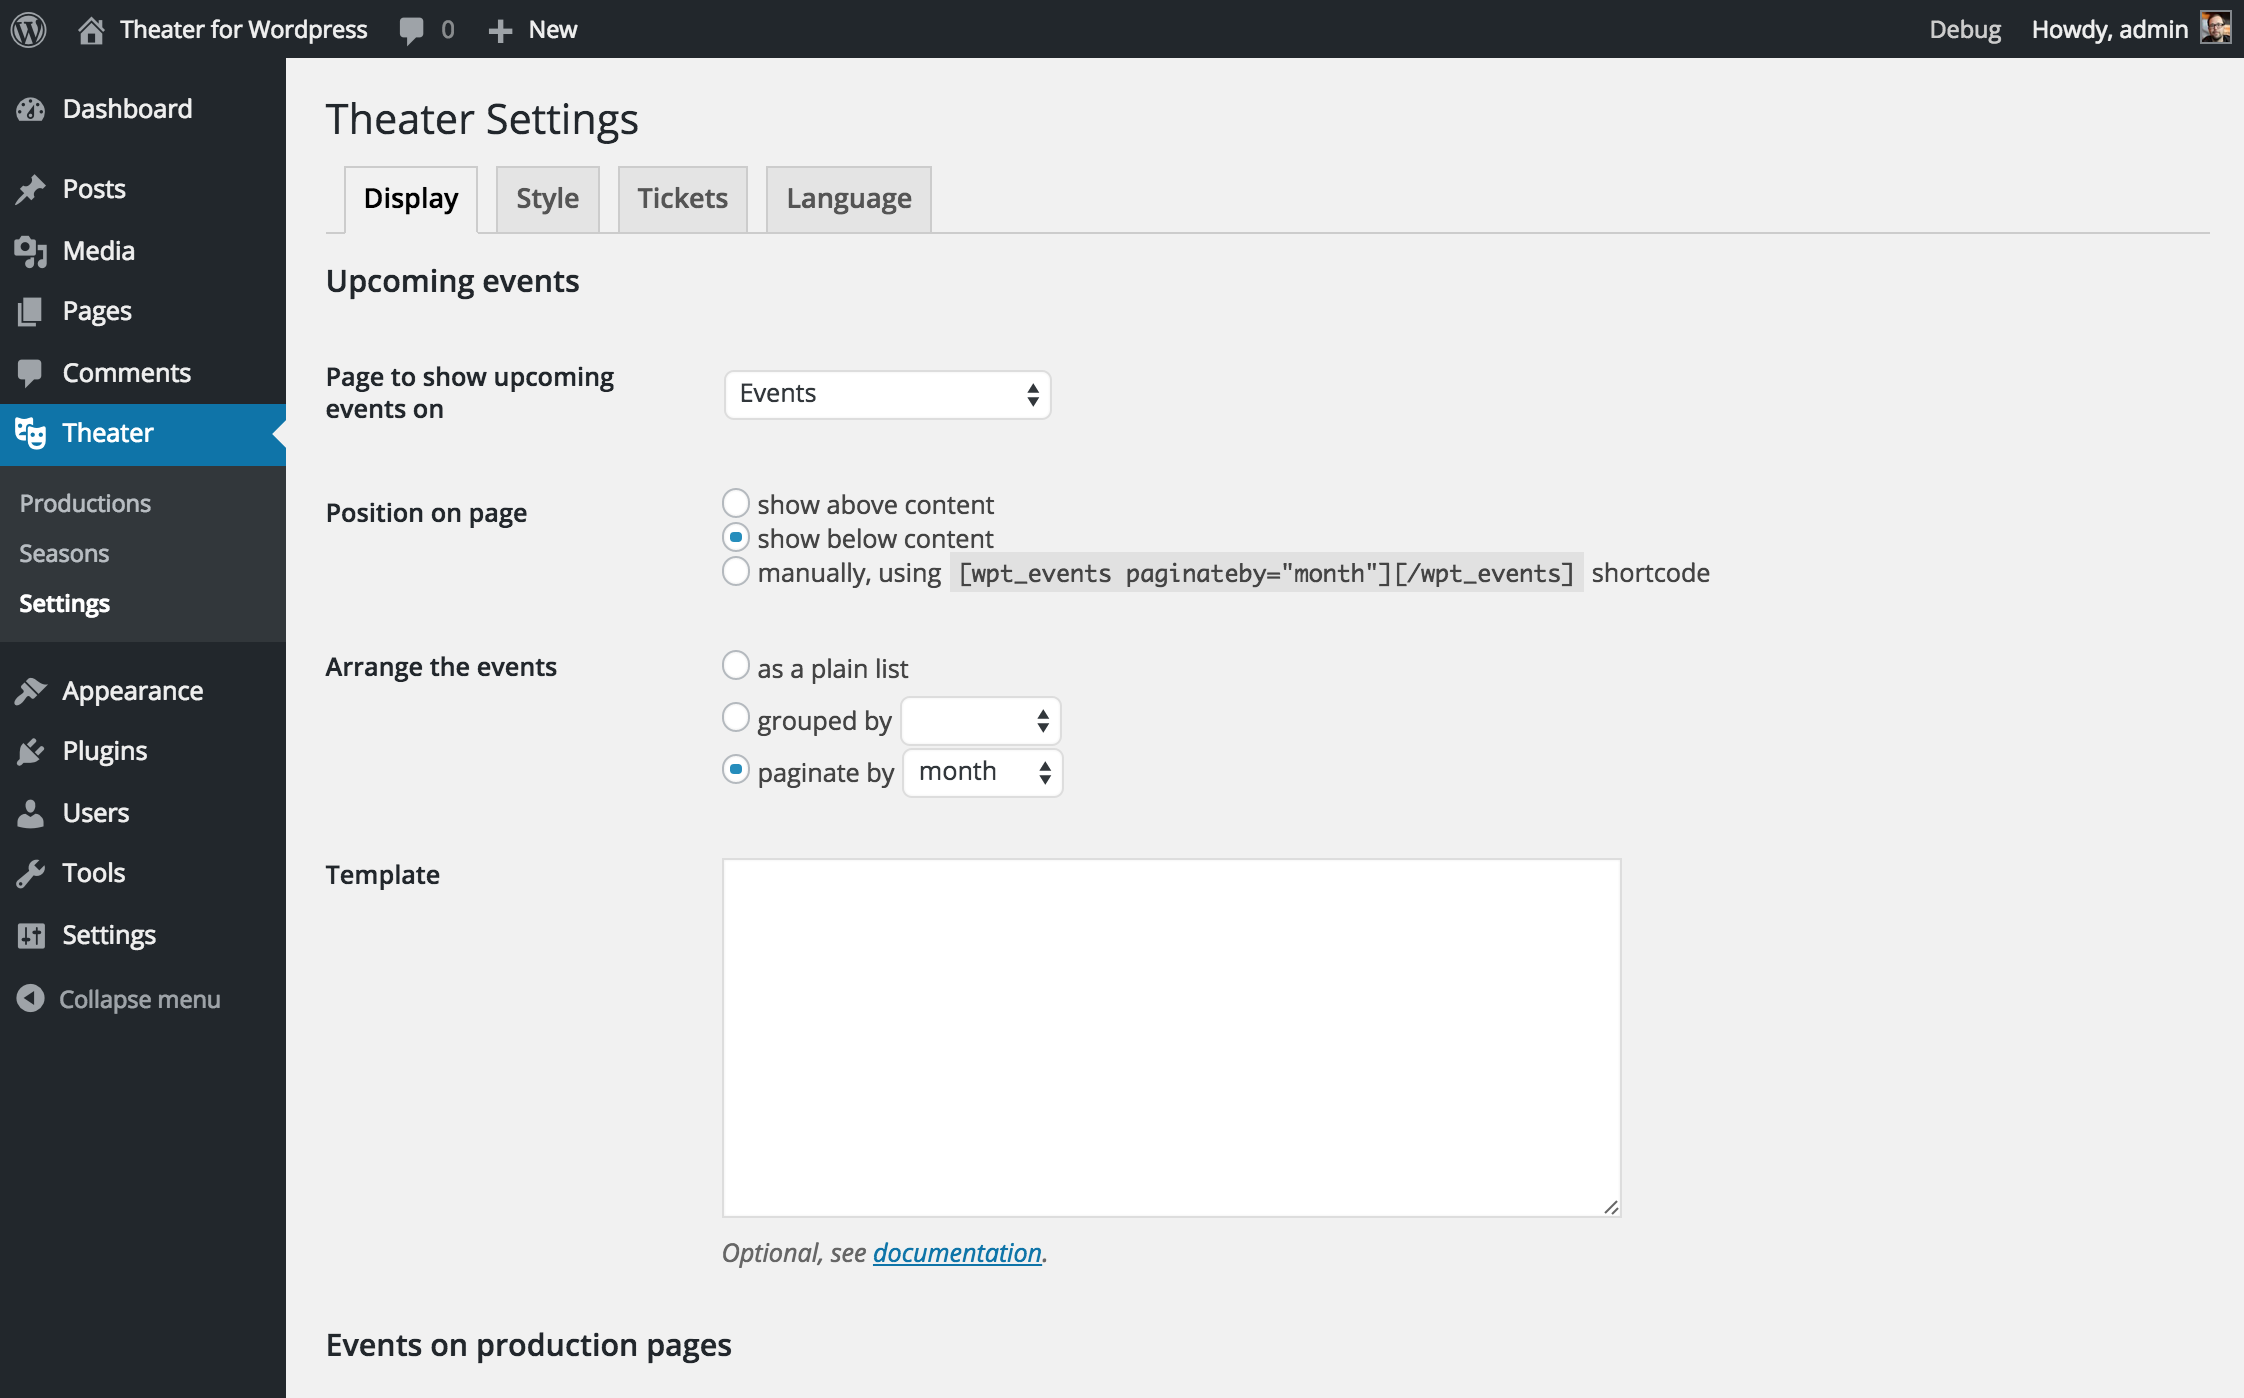 Theater for Wordpress 0 New Debug Howdy, admin
Dashboard
Posts
Media
Pages
Comments
Theater
Productions
Seasons
Settings
Appearance
Plugins
Users
Tools
Settings
Collapse menu
Theater Settings
Display Style Tickets Language
Upcoming events
Page to show upcoming
events on
Events
Position on page
show above content
show below content
manually, using [wpt_events paginateby="month"][/wpt_events] shortcode
Arrange the events
as a plain list
grouped by
paginate by month
Template
Optional, see documentation.
Events on production pages